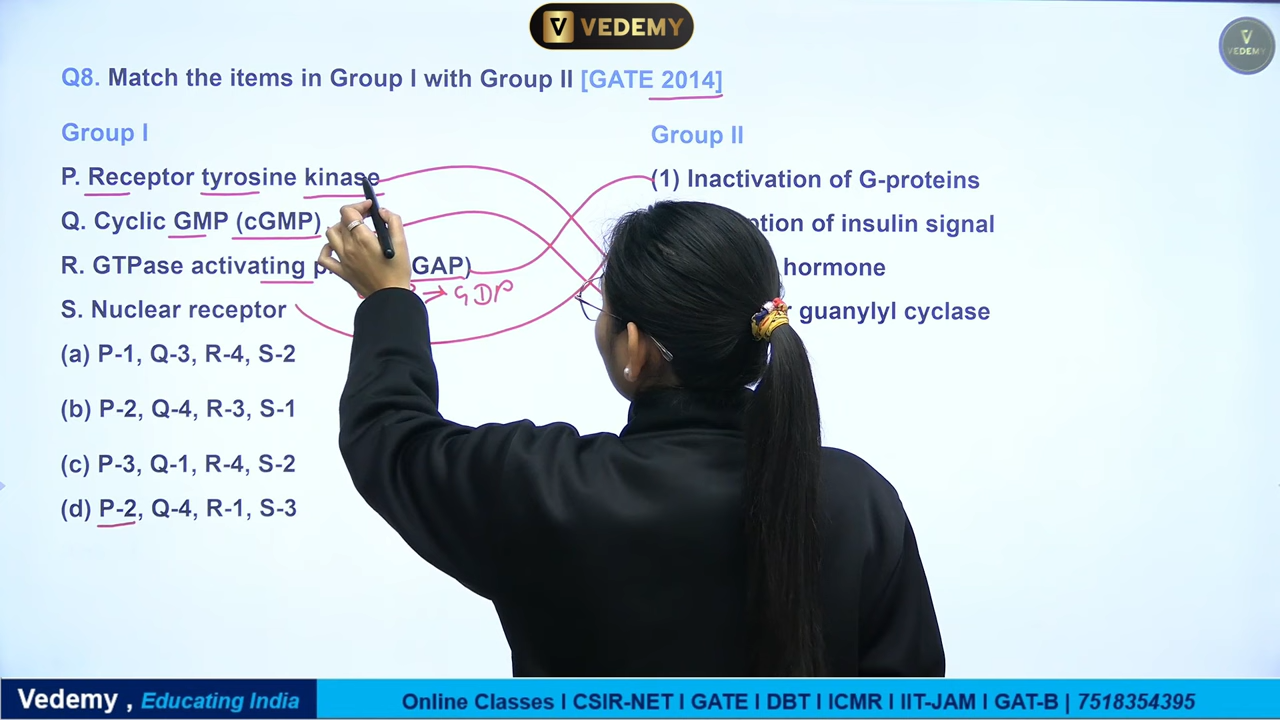 VEDEMY
VEDEMY
Q8. Match the items in Group I with Group II [GATE 2014]
Group I
Group II
P. Receptor tyrosine kinase
(1) Inactivation of G-proteins
Q. Cyclic GMP (cGMP)
of insulin signal
R. GTPase activating GAP)
hormone
→ GDP
S. Nuclear receptor
guanylyl cyclase
(a) P-1, Q-3, R-4, S-2
(b) P-2, Q-4, R-3, S-1
(c) P-3, Q-1, R-4, S-2
(d) P-2, Q-4, R-1, S-3
Vedemy , Educating India
Online Classes I CSIR-NET I GATE I DBT I ICMR I IIT-JAM I GAT-B I 7518354395